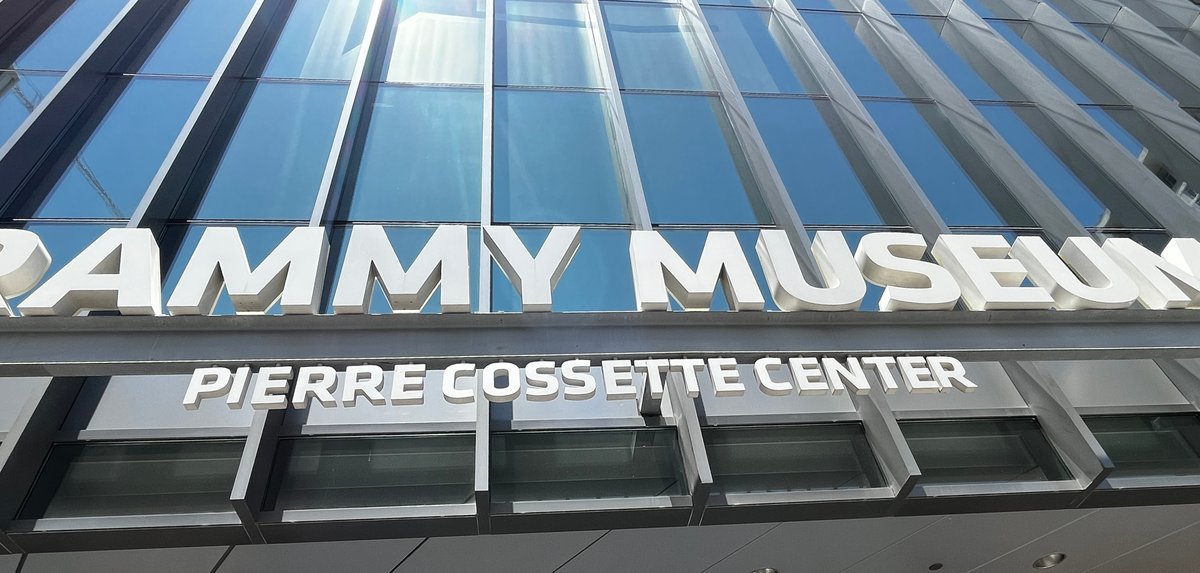 RAMMY MUSEUM
PIERRE COSSETTE CENTER